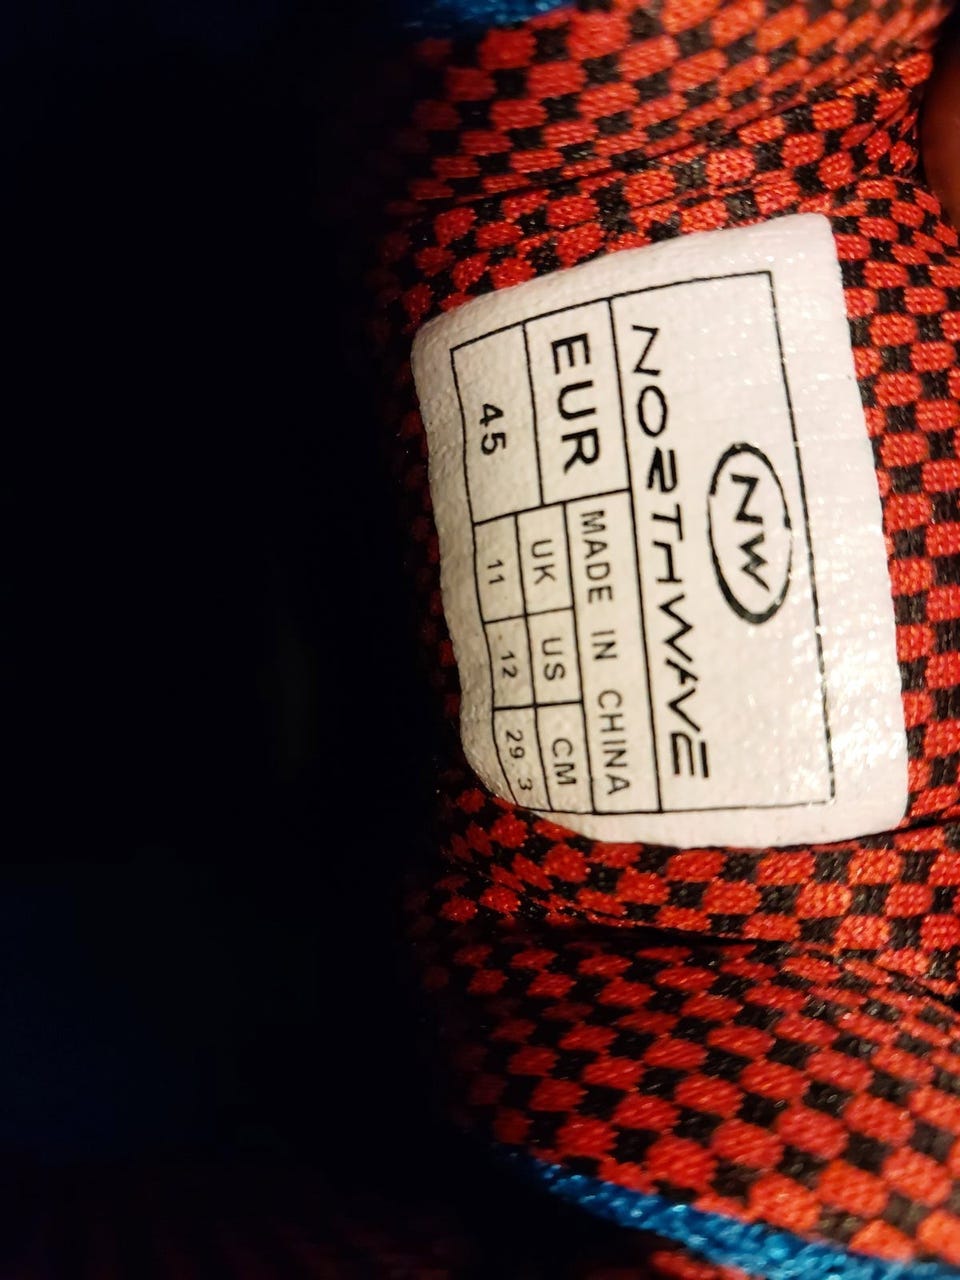 NW
NORTHWAVE
EUR MADE IN CHINA
UK US CM
45 11 12 29 3